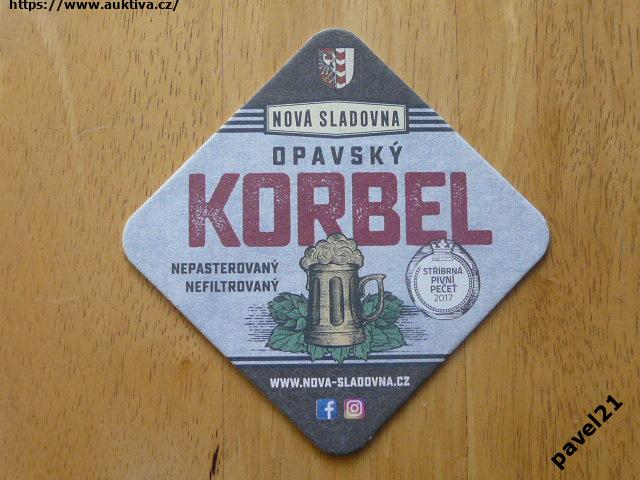 https://www.auktiva.cz/
NOVÁ SLADOVNA
OPAVSKÝ
KORBEL
NEPASTEROVANÝ
NEFILTROVANÝ
STŘÍBRNÁ
PIVNÍ
PEČEŤ
2017
WWW.NOVA-SLADOVNA.CZ
pavel21